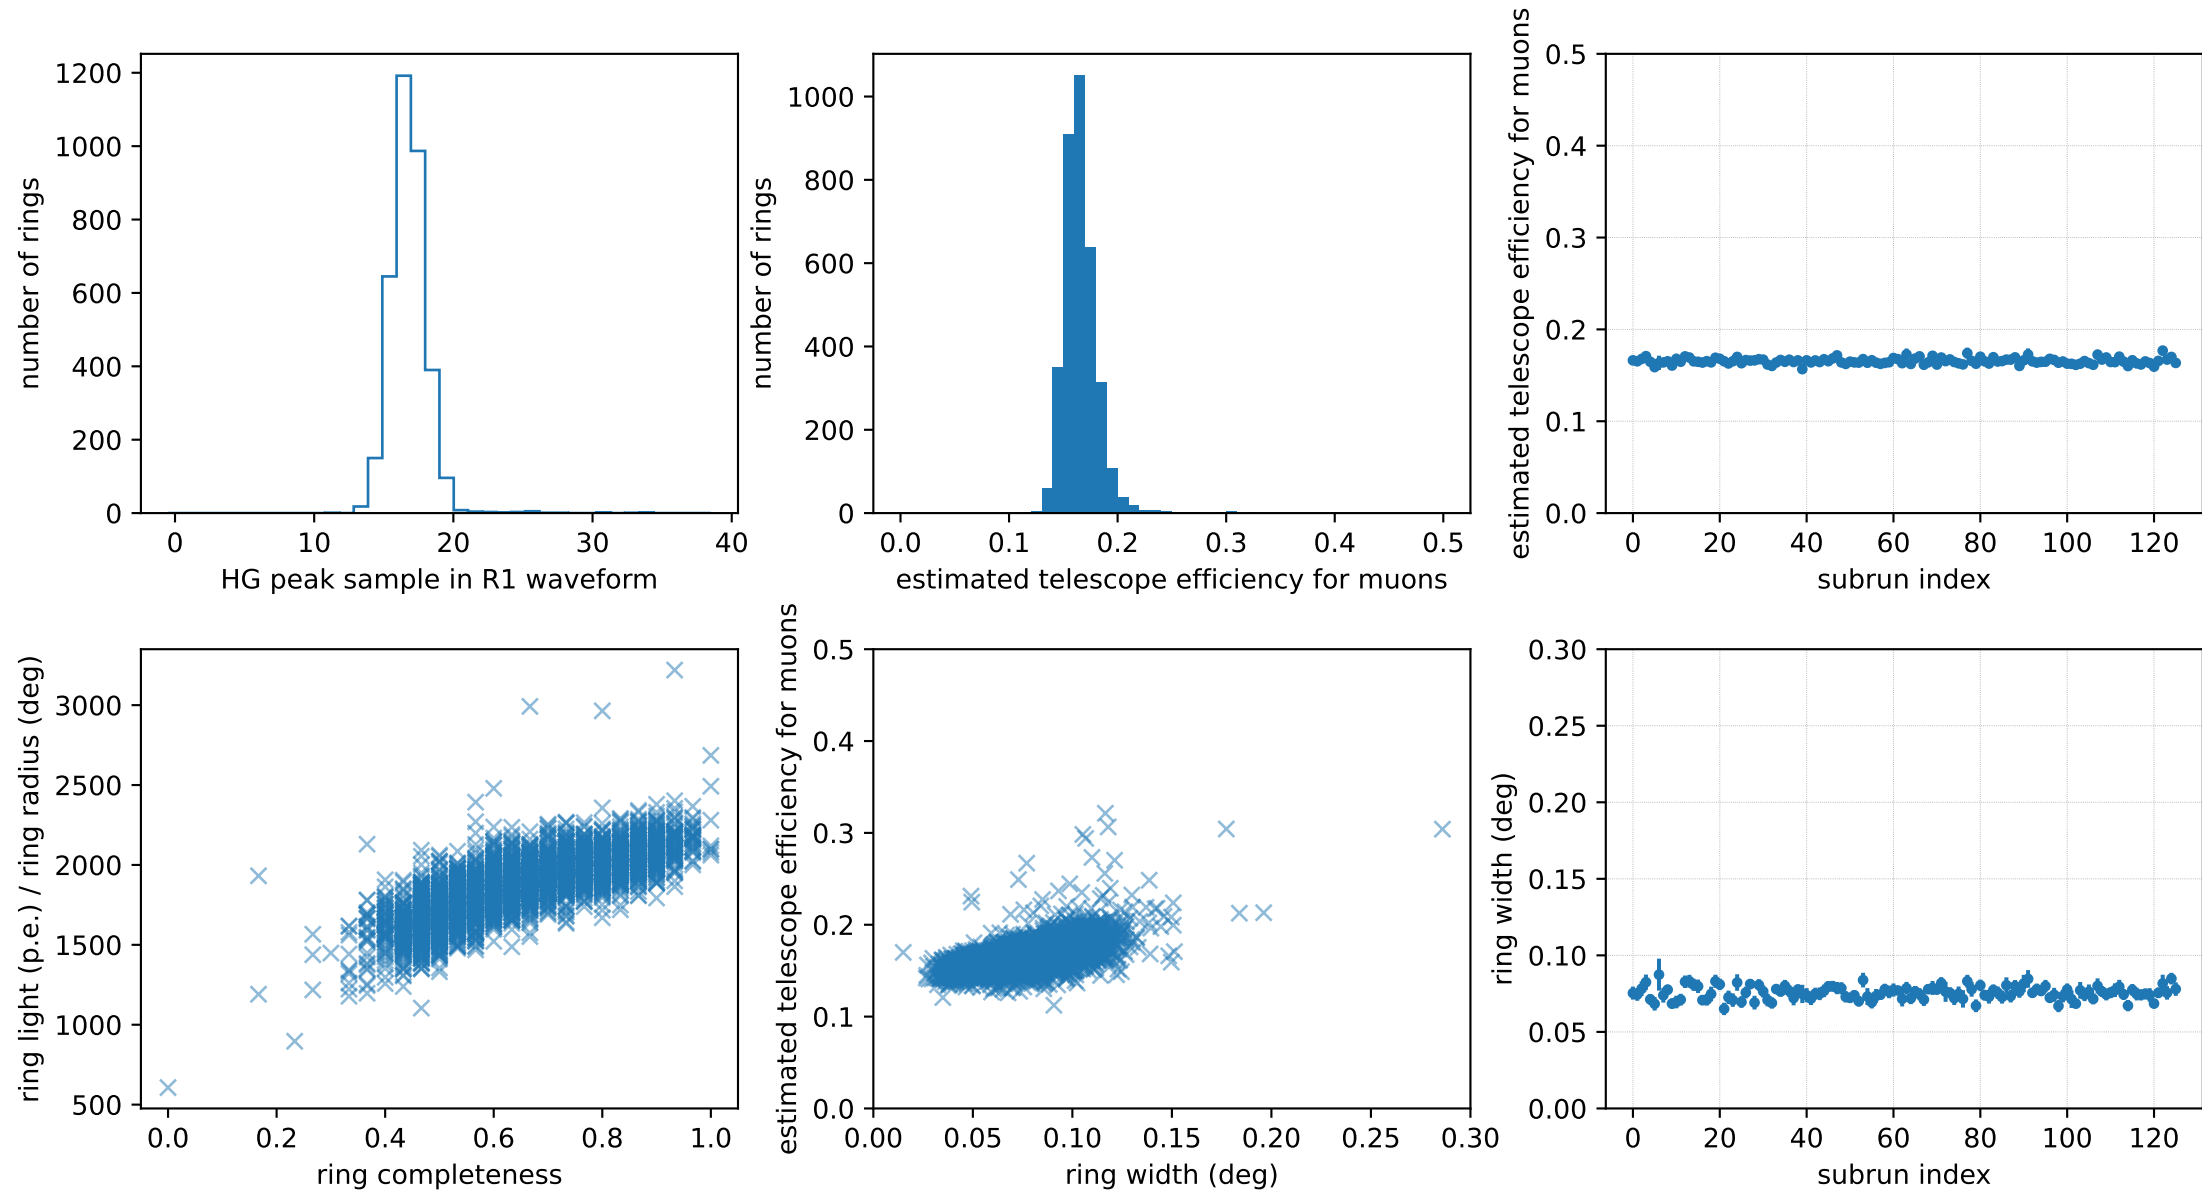 number of rings
1200
1000
800
600
400
200
0
0 10 20 30 40
HG peak sample in R1 waveform
number of rings
1000
800
600
400
200
0
0.0 0.1 0.2 0.3 0.4 0.5
estimated telescope efficiency for muons
estimated telescope efficiency for muons
0.5
0.4
0.3
0.2
0.1
0.0
0 20 40 60 80 100 120
subrun index
ring light (p.e.) / ring radius (deg)
3000
2500
2000
1500
1000
500
0.0 0.2 0.4 0.6 0.8 1.0
ring completeness
estimated telescope efficiency for muons
0.5
0.4
0.3
0.2
0.1
0.0
0.00 0.05 0.10 0.15 0.20 0.25 0.30
ring width (deg)
ring width (deg)
0.30
0.25
0.20
0.15
0.10
0.05
0.00
0 20 40 60 80 100 120
subrun index